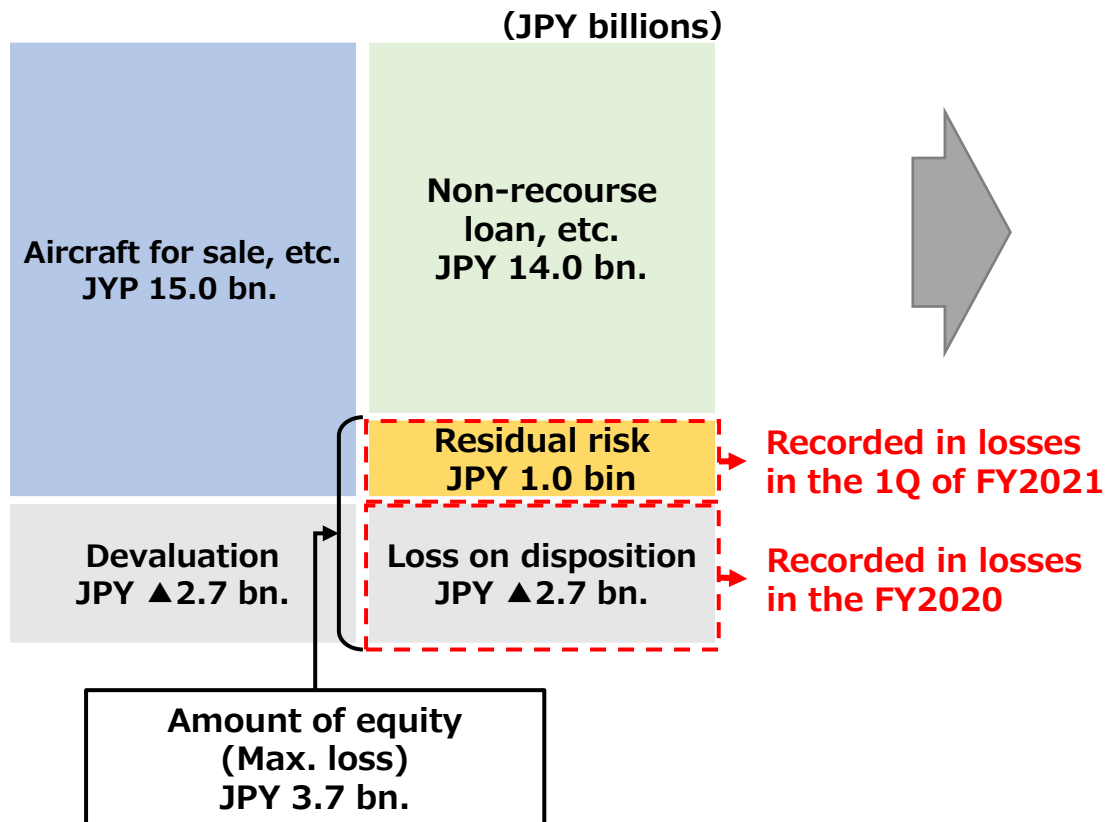 (JPY billions)
Aircraft for sale, etc.
JYP 15.0 bn.
Non-recourse
loan, etc.
JPY 14.0 bn.
Residual risk
JPY 1.0 bin
Recorded in losses
in the 1Q of FY2021
Devaluation
JPY ▲2.7 bn.
Loss on disposition
JPY ▲2.7 bn.
Recorded in losses
in the FY2020
Amount of equity
(Max. loss)
JPY 3.7 bn.